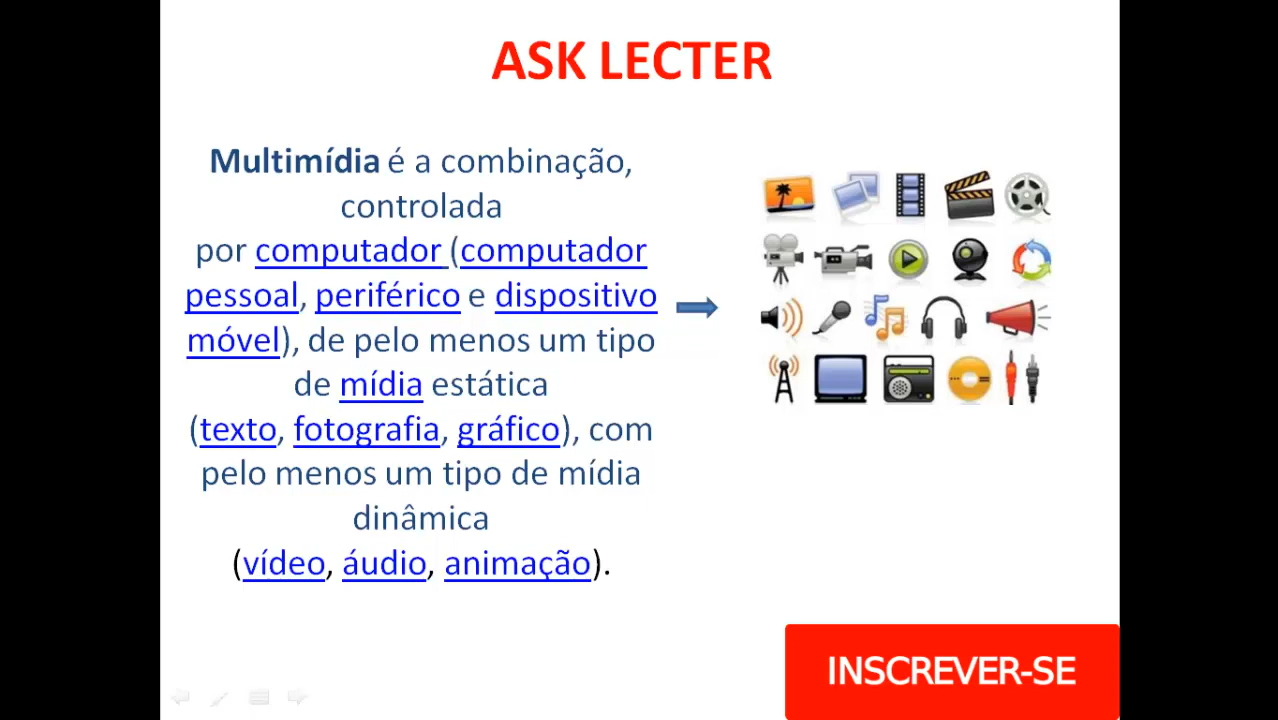 ASK LECTER
Multimídia é a combinação,
controlada
por computador (computador
pessoal, periférico e dispositivo
móvel), de pelo menos um tipo
de mídia estática
(texto, fotografia, gráfico), com
pelo menos um tipo de mídia
dinâmica
(vídeo, áudio, animação).
INSCREVER-SE